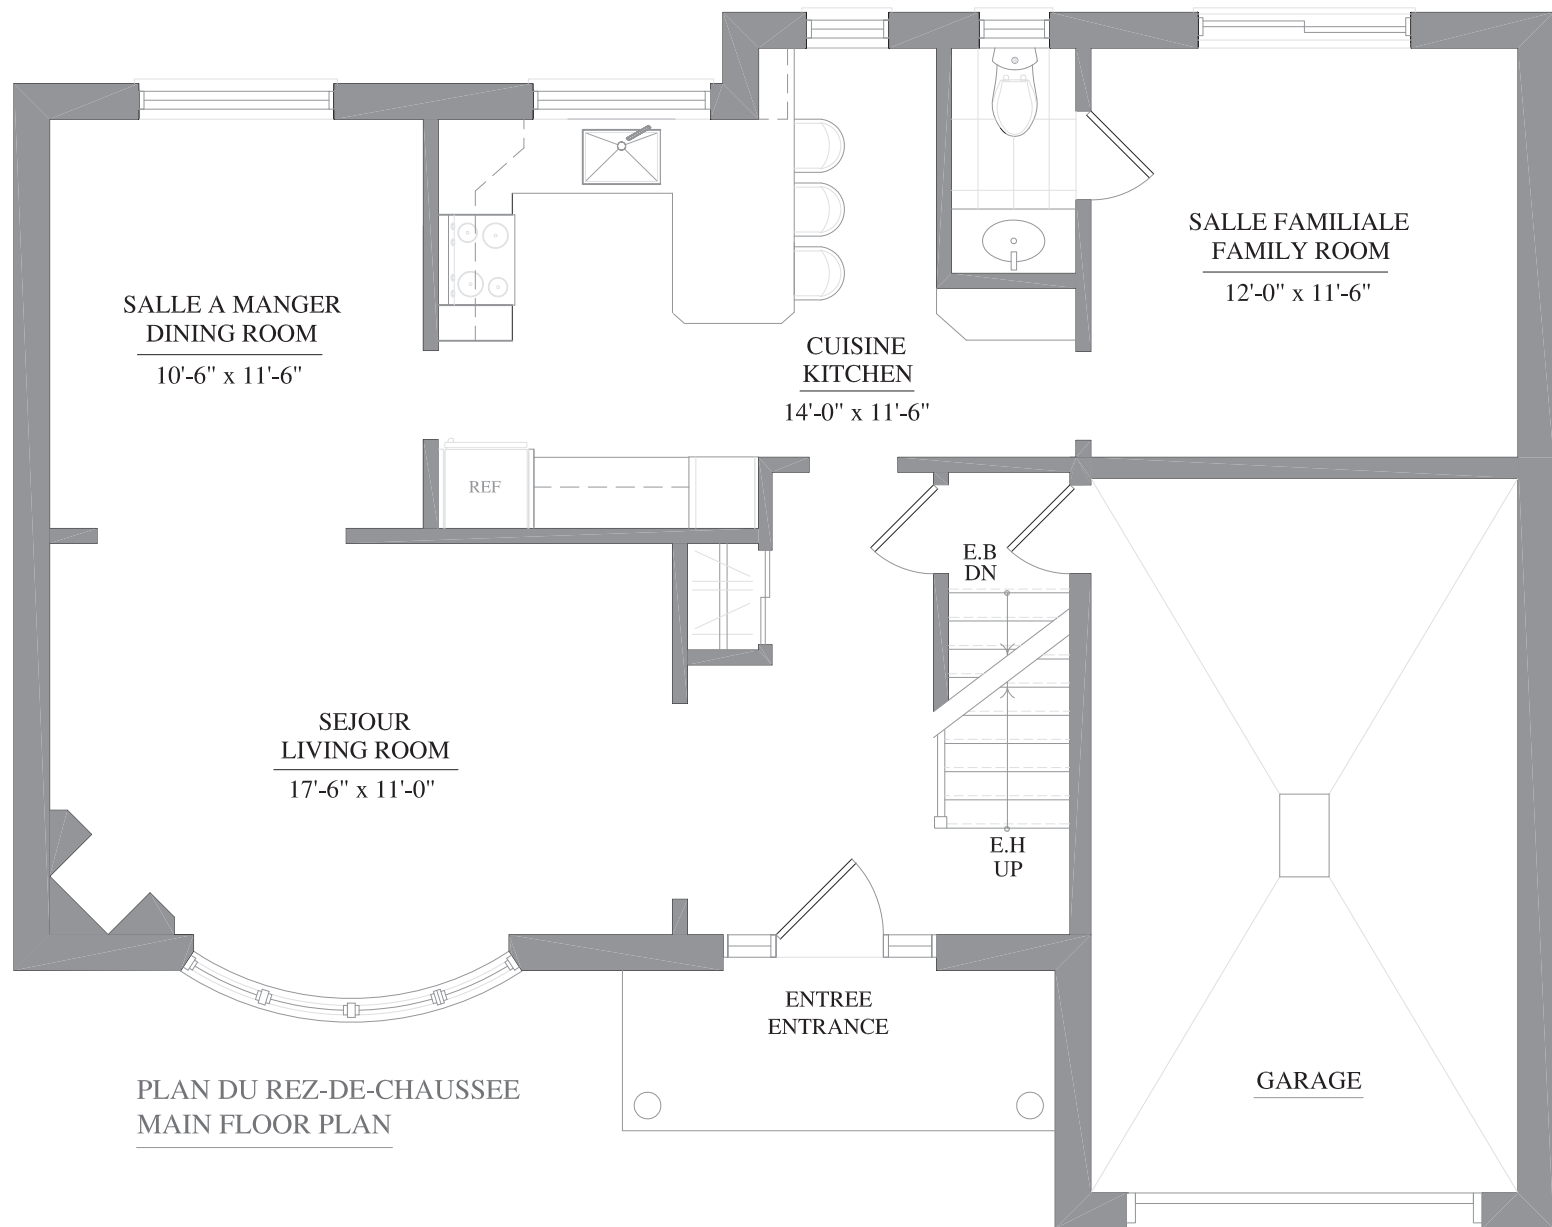 SALLE FAMILIALE
FAMILY ROOM
12'-0" x 11'-6"
SALLE A MANGER
DINING ROOM
10'-6" x 11'-6"
CUISINE
KITCHEN
14'-0" x 11'-6"
REF
E.B
DN
SEJOUR
LIVING ROOM
17'-6" x 11'-0"
E.H
UP
ENTREE
ENTRANCE
GARAGE
PLAN DU REZ-DE-CHAUSSEE
MAIN FLOOR PLAN